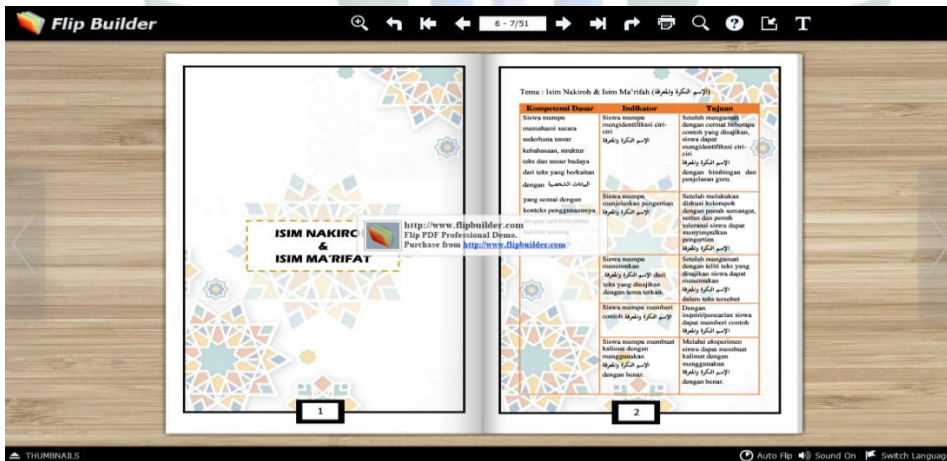 Flip Builder
6 - 7/51
ISIM NAKIRO
&
ISIM MA'RIFAT
1
http://www.flipbuilder.com
Flip PDF Professional Demo.
Purchase from http://www.flipbuilder.com
Tema : Isim Nakiroh & Isim Ma'rifah (الإسم النكرة والمعرفة)
Kompetensi Dasar Indikator Tujuan
Siswa mampu
memahami secara
sederhana unsur
kebahasaan, struktur
teks dan unsur budaya
dari teks yang berkaitan
dengan البيانات الشخصية
yang sesuai dengan
konteks penggunaannya
Siswa mampu
mengidentifikasi ciri-
ciri
الإسم النكرة والمعرفة
Setelah mengamati
dengan cermat beberapa
contoh yang disajikan,
siswa dapat
mengidentifikasi ciri-
ciri
الإسم النكرة والمعرفة
dengan bimbingan dan
penjelasan guru.
Siswa mampu
menjelaskan pengertian
الإسم النكرة والمعرفة
Setelah melakukan
diskusi kelompok
dengan penuh semangat,
serius dan penuh
toleransi siswa dapat
menyimpulkan
pengertian
الإسم النكرة والمعرفة
Siswa mampu
menemukan
الإسم النكرة والمعرفة dari
teks yang disajikan
dengan tema terkait.
Setelah mengamati
dengan teliti teks yang
disajikan siswa dapat
menemukan
الإسم النكرة والمعرفة
dalam teks tersebut
Siswa mampu memberi
contoh الإسم النكرة والمعرفة
Dengan
inquiri/pencarian siswa
dapat memberi contoh
الإسم النكرة والمعرفة
Siswa mampu membuat
kalimat dengan
menggunakan
الإسم النكرة والمعرفة
dengan benar.
Melalui eksperimen
siswa dapat membuat
kalimat dengan
menggunakan
الإسم النكرة والمعرفة
dengan benar.
2
THUMBNAILS
Auto Flip Sound On Switch Languag